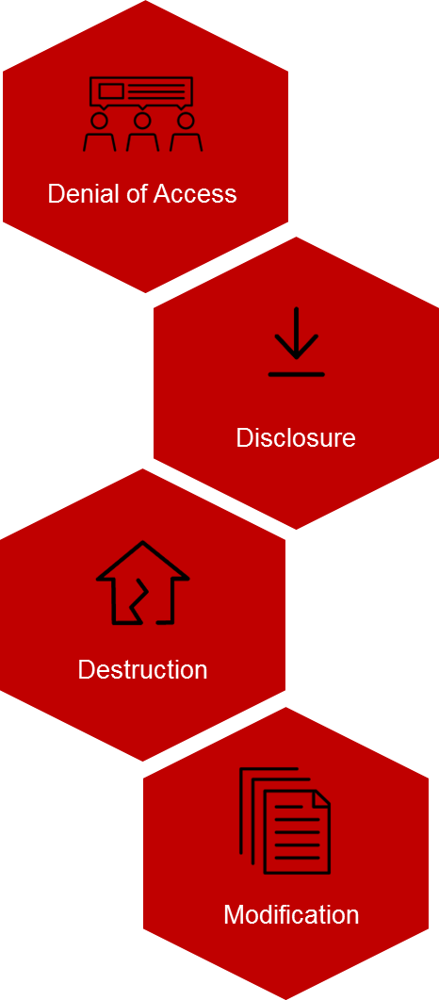 Denial of Access
Disclosure
Destruction
Modification